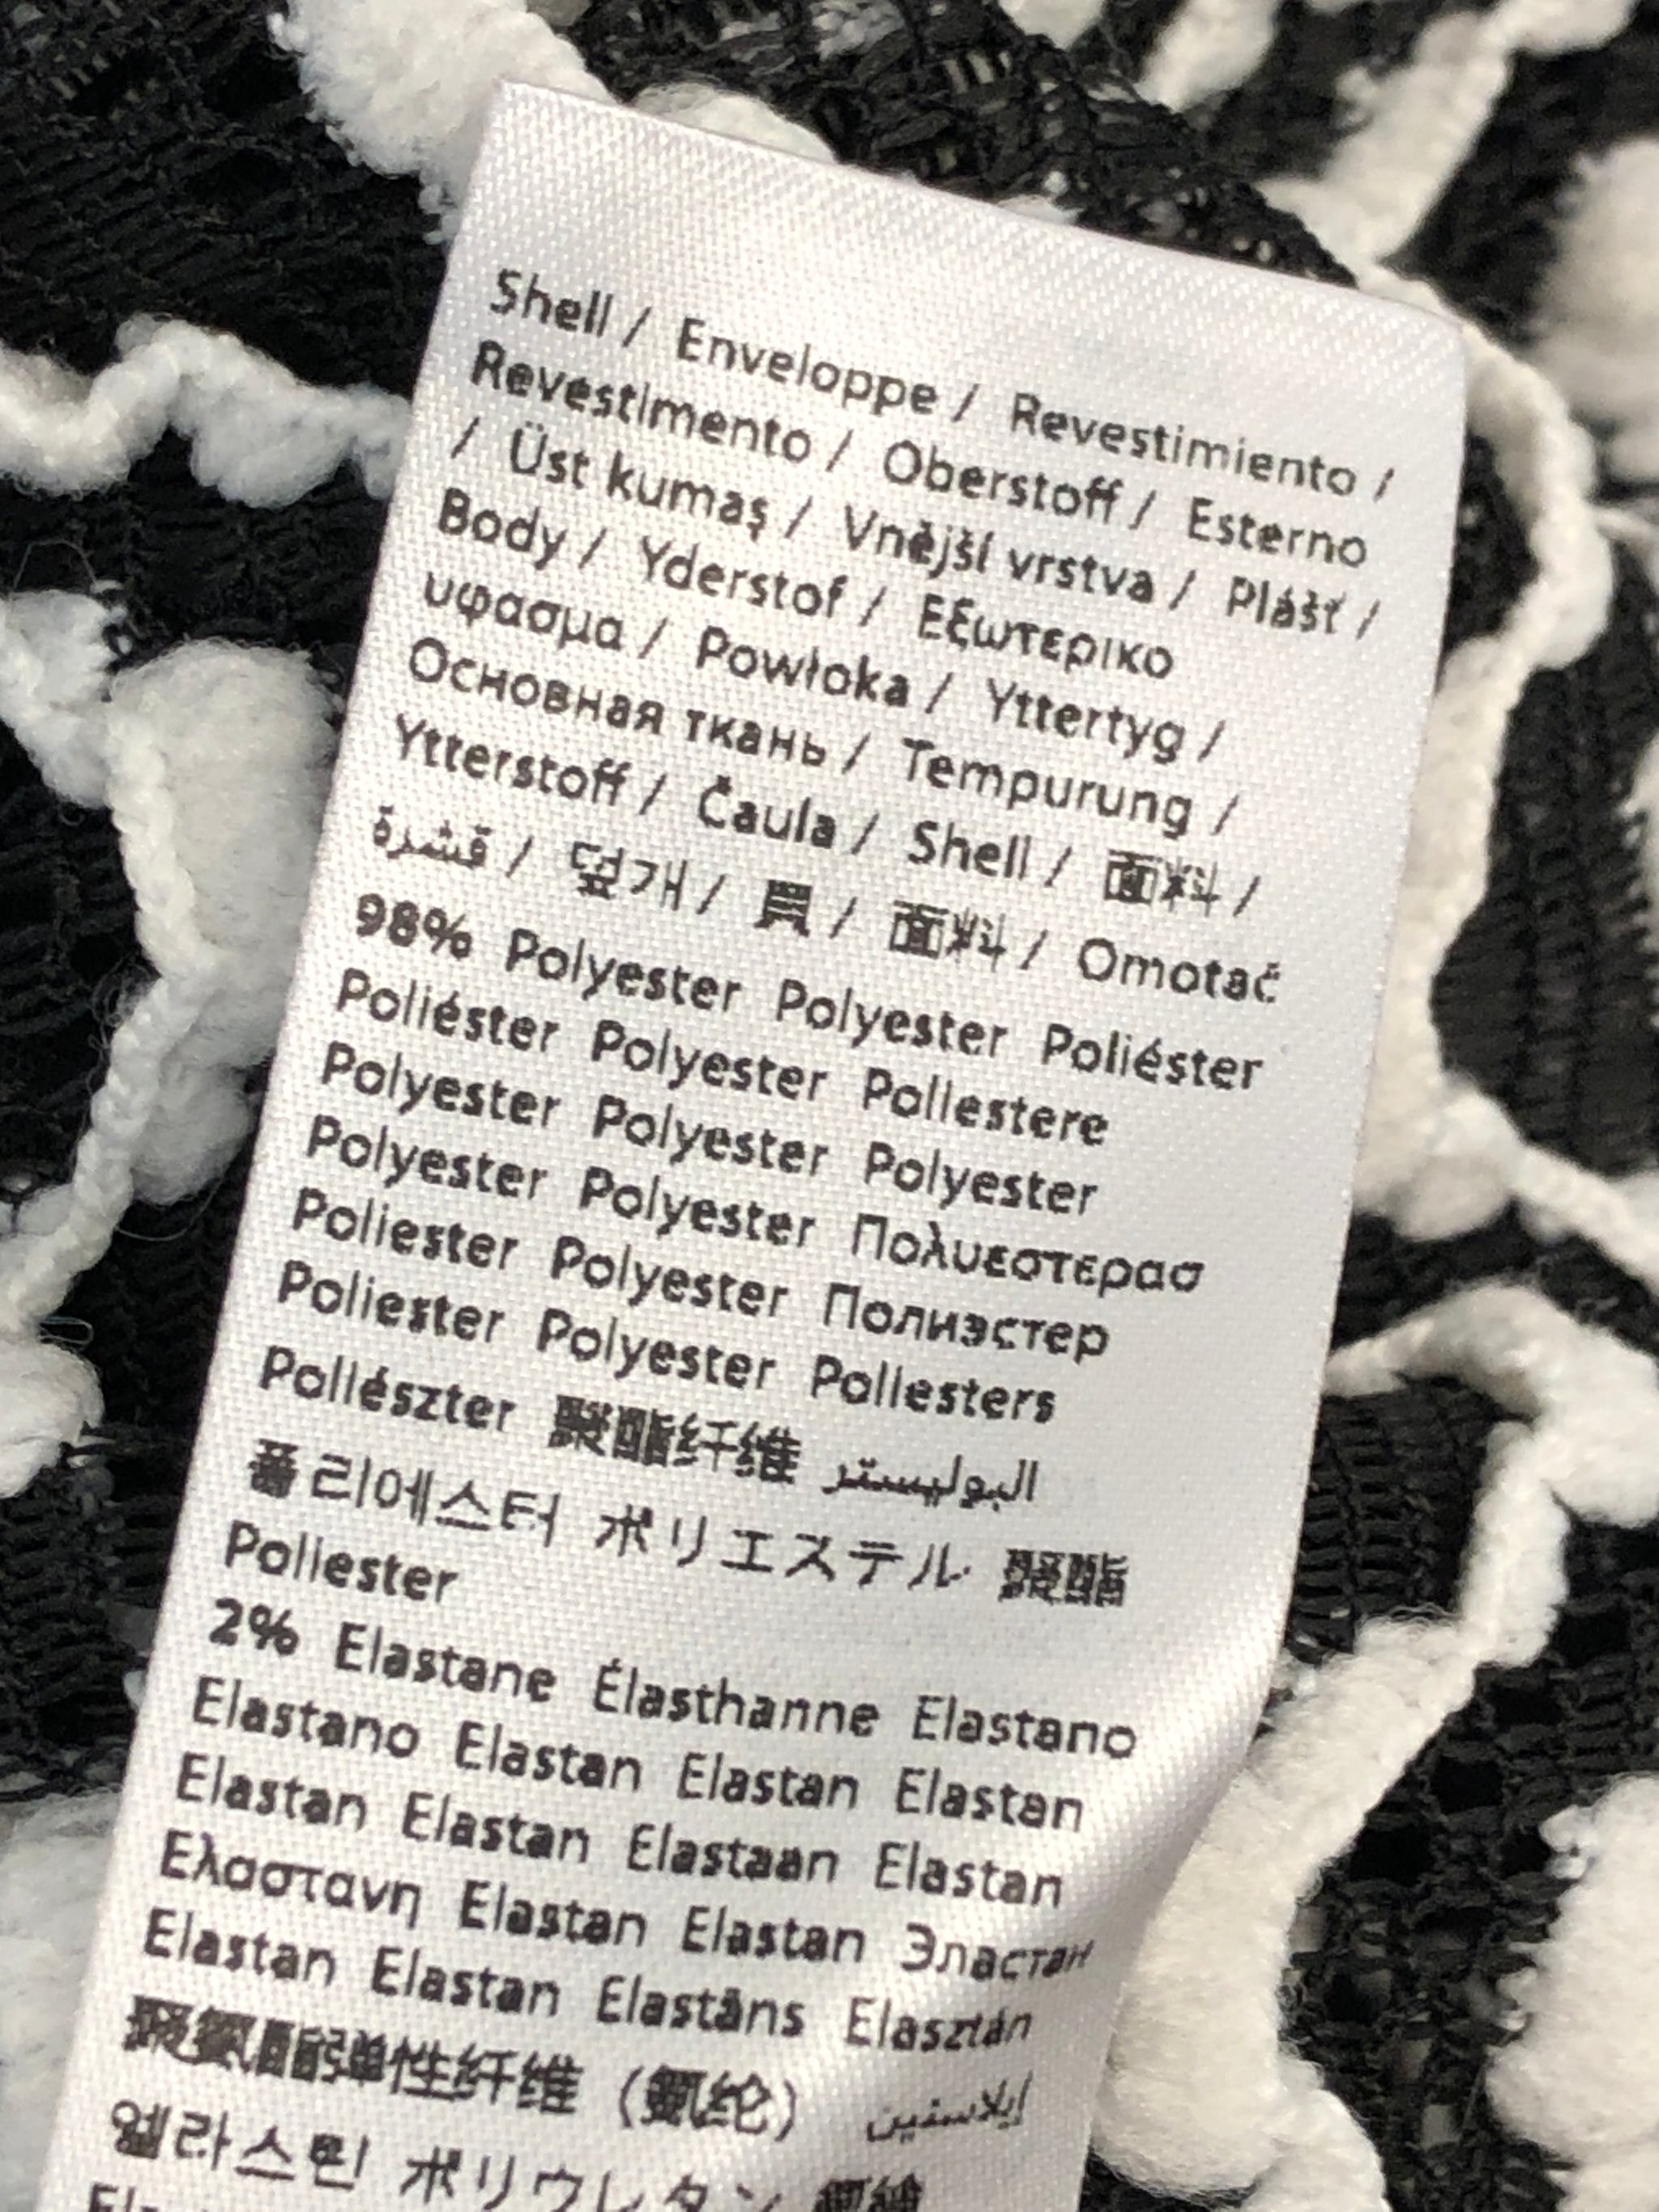 Shell / Enveloppe / Revestimiento /
Revestimento / Oberstoff / Esterno
/ Üst kumaş / Vnější vrstva / Plášť /
Body / Yderstof / Εξωτερικο
υφασμα / Powłoka / Yttertyg /
Основная ткань / Tempurung /
Ytterstoff / Čaula / Shell / 面料 /
قشرة / 덮개 / 買 / 面料 / Omotač
98% Polyester Polyester Poliéster
Poliéster Polyester Poliestere
Polyester Polyester Polyester
Polyester Polyester Πολυεστερασ
Poliester Polyester Полиэстер
Poliester Polyester Poliesters
Poliészter 聚酯纤维 البوليستر
폴리에스터 ポリエステル 聚酯
Poliester
2% Elastane Élasthanne Elastano
Elastano Elastan Elastan Elastan
Elastan Elastan Elastaan Elastan
Ελαστανη Elastan Elastan Эластан
Elastan Elastan Elastāns Elasztán
聚氨酯弹性纤维 (氨纶) إيلاستين
엘라스틴 ポリウレタン